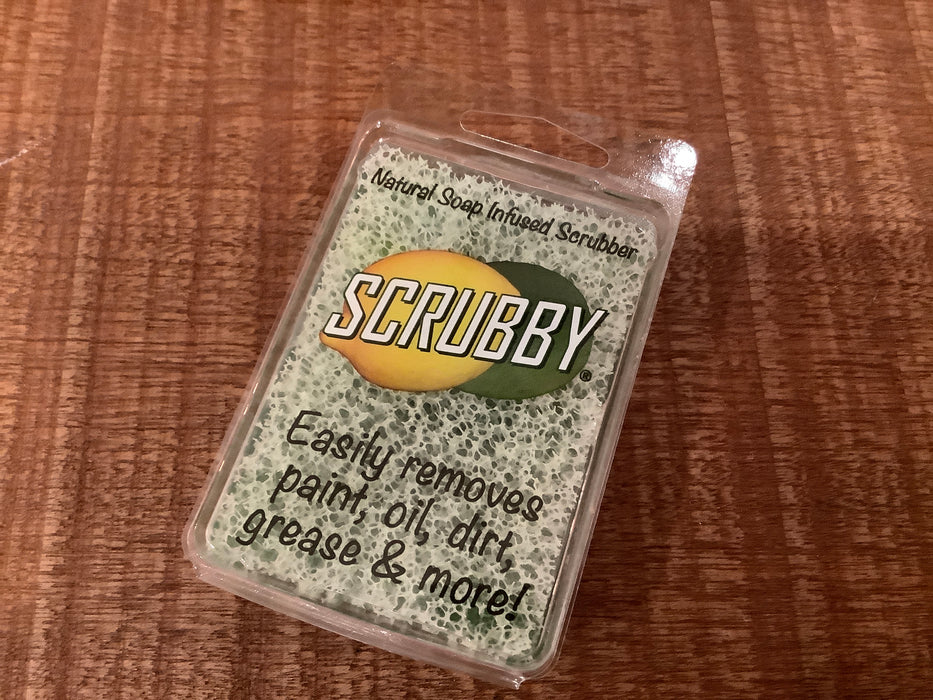 Natural Soap Infused Scrubber
SCRUBBY®
Easily removes
paint, oil, dirt,
grease & more!